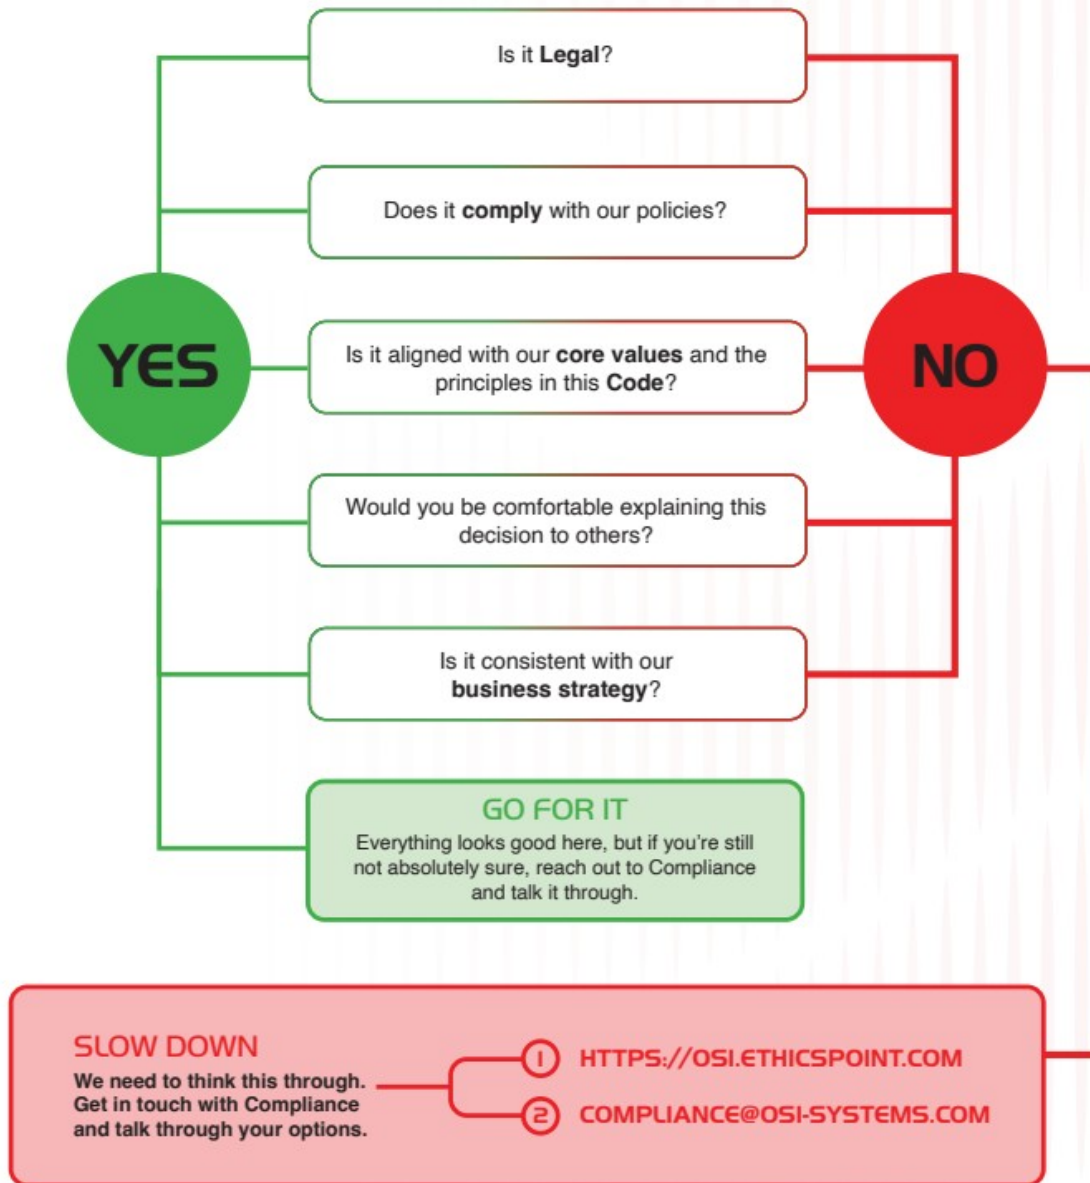 Is it Legal?
Does it comply with our policies?
YES
Is it aligned with our core values and the
principles in this Code?
NO
Would you be comfortable explaining this
decision to others?
Is it consistent with our
business strategy?
GO FOR IT
Everything looks good here, but if you're still
not absolutely sure, reach out to Compliance
and talk it through.
SLOW DOWN
We need to think this through.
Get in touch with Compliance
and talk through your options.
1 HTTPS://OSI.ETHICSPOINT.COM
2 COMPLIANCE@OSI-SYSTEMS.COM